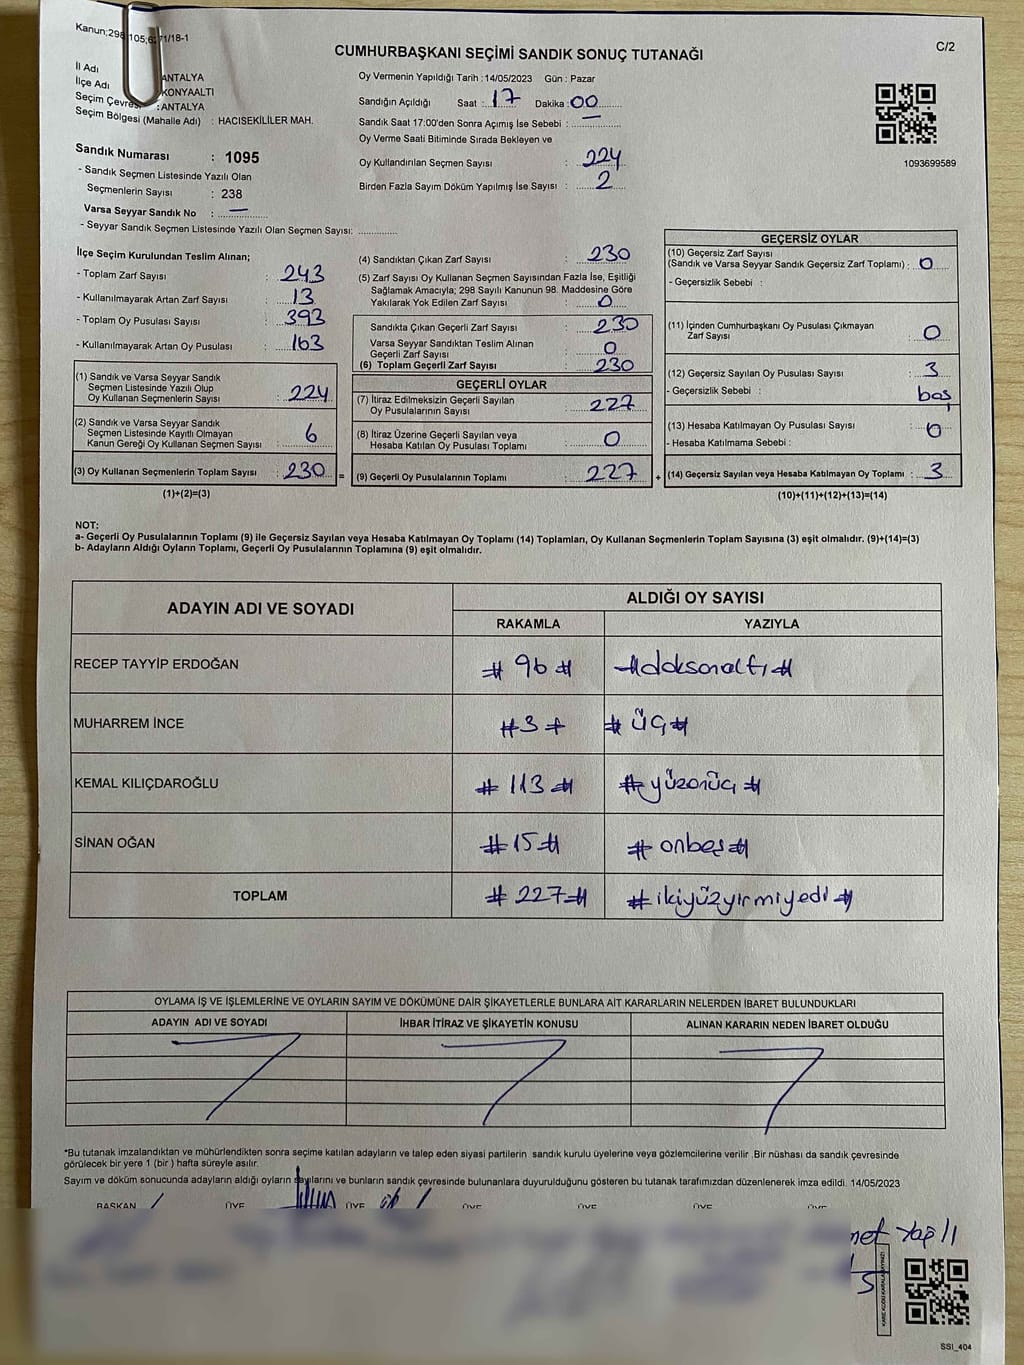 Kanun;298,105;6271/18-1
C/2
CUMHURBAŞKANI SEÇİMİ SANDIK SONUÇ TUTANAĞI
İl Adı : ANTALYA
İlçe Adı : KONYAALTI
Seçim Çevresi : ANTALYA
Seçim Bölgesi (Mahalle Adı) : HACISEKİLİLER MAH.
Sandık Numarası : 1095
- Sandık Seçmen Listesinde Yazılı Olan
Seçmenlerin Sayısı : 238
Varsa Seyyar Sandık No : —
- Seyyar Sandık Seçmen Listesinde Yazılı Olan Seçmen Sayısı: ..............
Oy Vermenin Yapıldığı Tarih : 14/05/2023 Gün : Pazar
Sandığın Açıldığı Saat : 17 Dakika : 00
Sandık Saat 17:00'den Sonra Açımış İse Sebebi : —
Oy Verme Saati Bitiminde Sırada Bekleyen ve
Oy Kullandırılan Seçmen Sayısı : 224
Birden Fazla Sayım Döküm Yapılmış İse Sayısı : 2
1093699589
İlçe Seçim Kurulundan Teslim Alınan;
- Toplam Zarf Sayısı : 243
- Kullanılmayarak Artan Zarf Sayısı : 13
- Toplam Oy Pusulası Sayısı : 393
- Kullanılmayarak Artan Oy Pusulası : 163
(1) Sandık ve Varsa Seyyar Sandık
Seçmen Listesinde Yazılı Olup
Oy Kullanan Seçmenlerin Sayısı : 224
(2) Sandık ve Varsa Seyyar Sandık
Seçmen Listesinde Kayıtlı Olmayan
Kanun Gereği Oy Kullanan Seçmen Sayısı : 6
(3) Oy Kullanan Seçmenlerin Toplam Sayısı : 230 =
(1)+(2)=(3)
(4) Sandıktan Çıkan Zarf Sayısı : 230
(5) Zarf Sayısı Oy Kullanan Seçmen Sayısından Fazla İse, Eşitliği
Sağlamak Amacıyla; 298 Sayılı Kanunun 98. Maddesine Göre
Yakılarak Yok Edilen Zarf Sayısı : 0
Sandıkta Çıkan Geçerli Zarf Sayısı : 230
Varsa Seyyar Sandıktan Teslim Alınan
Geçerli Zarf Sayısı : 0
(6) Toplam Geçerli Zarf Sayısı : 230
GEÇERLİ OYLAR
(7) İtiraz Edilmeksizin Geçerli Sayılan
Oy Pusulalarının Sayısı : 227
(8) İtiraz Üzerine Geçerli Sayılan veya
Hesaba Katılan Oy Pusulası Toplamı : 0
(9) Geçerli Oy Pusulalarının Toplamı : 227 +
GEÇERSİZ OYLAR
(10) Geçersiz Zarf Sayısı
(Sandık ve Varsa Seyyar Sandık Geçersiz Zarf Toplamı) : 0
- Geçersizlik Sebebi :
(11) İçinden Cumhurbaşkanı Oy Pusulası Çıkmayan
Zarf Sayısı : 0
(12) Geçersiz Sayılan Oy Pusulası Sayısı : 3
- Geçersizlik Sebebi : boş
(13) Hesaba Katılmayan Oy Pusulası Sayısı : 0
- Hesaba Katılmama Sebebi :
(14) Geçersiz Sayılan veya Hesaba Katılmayan Oy Toplamı : 3
(10)+(11)+(12)+(13)=(14)
NOT:
a- Geçerli Oy Pusulalarının Toplamı (9) ile Geçersiz Sayılan veya Hesaba Katılmayan Oy Toplamı (14) Toplamları, Oy Kullanan Seçmenlerin Toplam Sayısına (3) eşit olmalıdır. (9)+(14)=(3)
b- Adayların Aldığı Oyların Toplamı, Geçerli Oy Pusulalarının Toplamına (9) eşit olmalıdır.
ADAYIN ADI VE SOYADI ALDIĞI OY SAYISI
RAKAMLA YAZIYLA
RECEP TAYYİP ERDOĞAN # 96 # #doksanaltı#
MUHARREM İNCE #3# # üç#
KEMAL KILIÇDAROĞLU # 113 # #yüzonüç #
SİNAN OĞAN #15# # onbeş#
TOPLAM # 227# #ikiyüzyirmiyedi #
OYLAMA İŞ VE İŞLEMLERİNE VE OYLARIN SAYIM VE DÖKÜMÜNE DAİR ŞİKAYETLERLE BUNLARA AİT KARARLARIN NELERDEN İBARET BULUNDUKLARI
ADAYIN ADI VE SOYADI İHBAR İTİRAZ VE ŞİKAYETİN KONUSU ALINAN KARARIN NEDEN İBARET OLDUĞU
*Bu tutanak imzalandıktan ve mühürlendikten sonra seçime katılan adayların ve talep eden siyasi partilerin sandık kurulu üyelerine veya gözlemcilerine verilir .Bir nüshası da sandık çevresinde
görülecek bir yere 1 (bir ) hafta süreyle asılır.
Sayım ve döküm sonucunda adayların aldığı oyların sayılarını ve bunların sandık çevresinde bulunanlara duyurulduğunu gösteren bu tutanak tarafımızdan düzenlenerek imza edildi. 14/05/2023
BAŞKAN ÜYE ÜYE ÜYE ÜYE ÜYE ÜYE
SSI_404